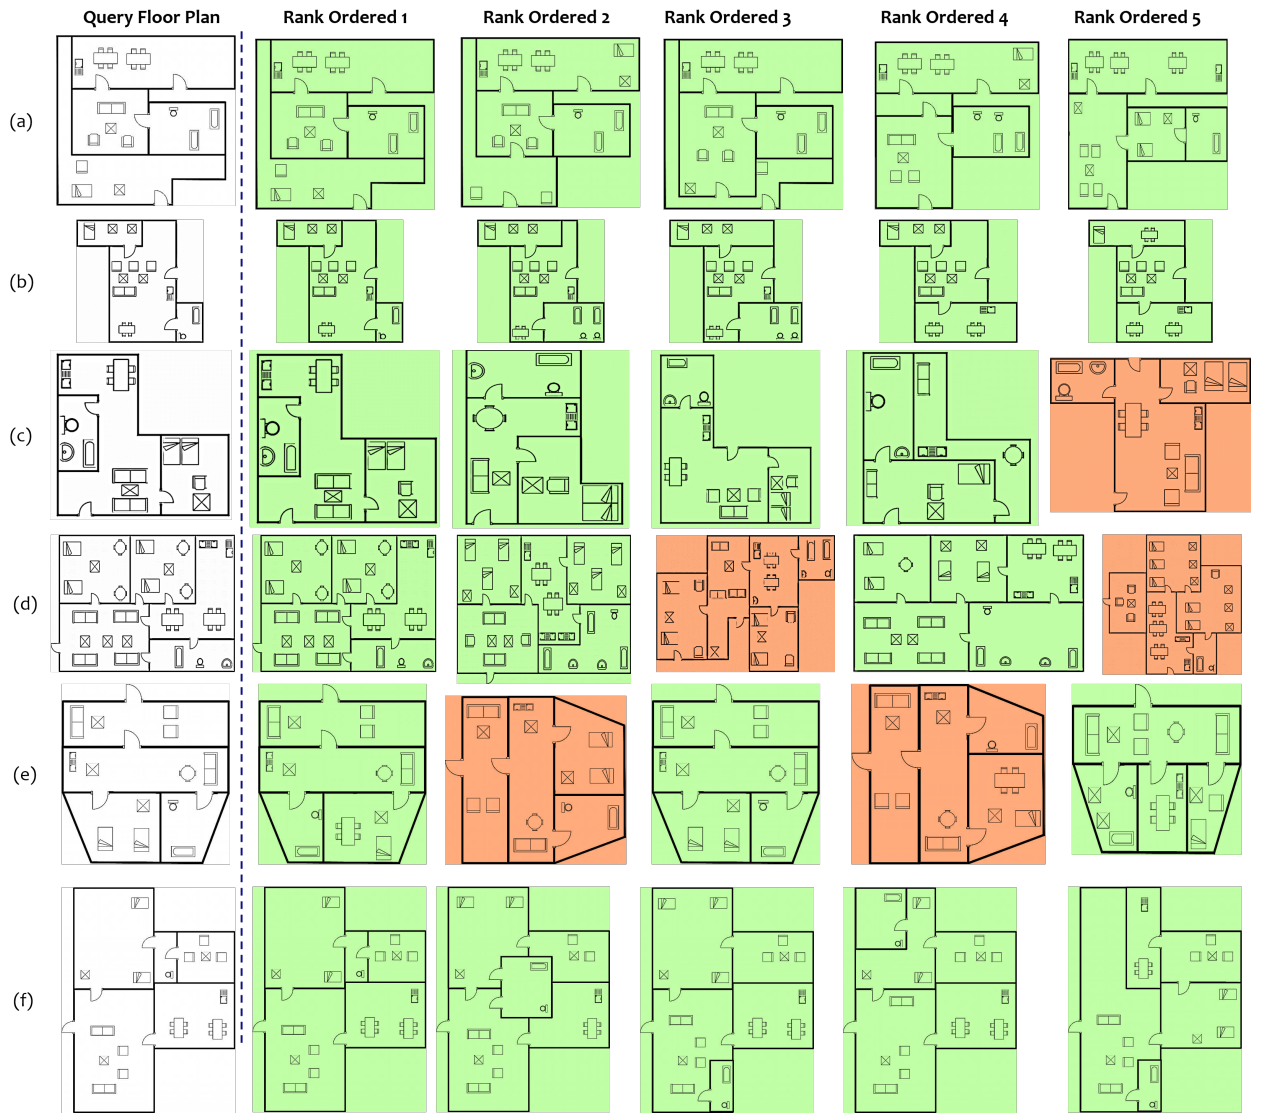 Query Floor Plan Rank Ordered 1 Rank Ordered 2 Rank Ordered 3 Rank Ordered 4 Rank Ordered 5
(a)
(b)
(c)
(d)
(e)
(f)